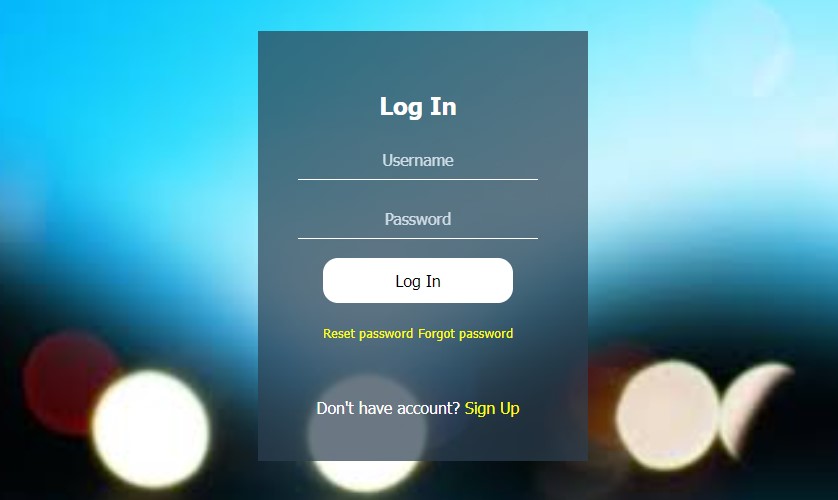 Log In
Username
Password
Log In
Reset password Forgot password
Don't have account? Sign Up